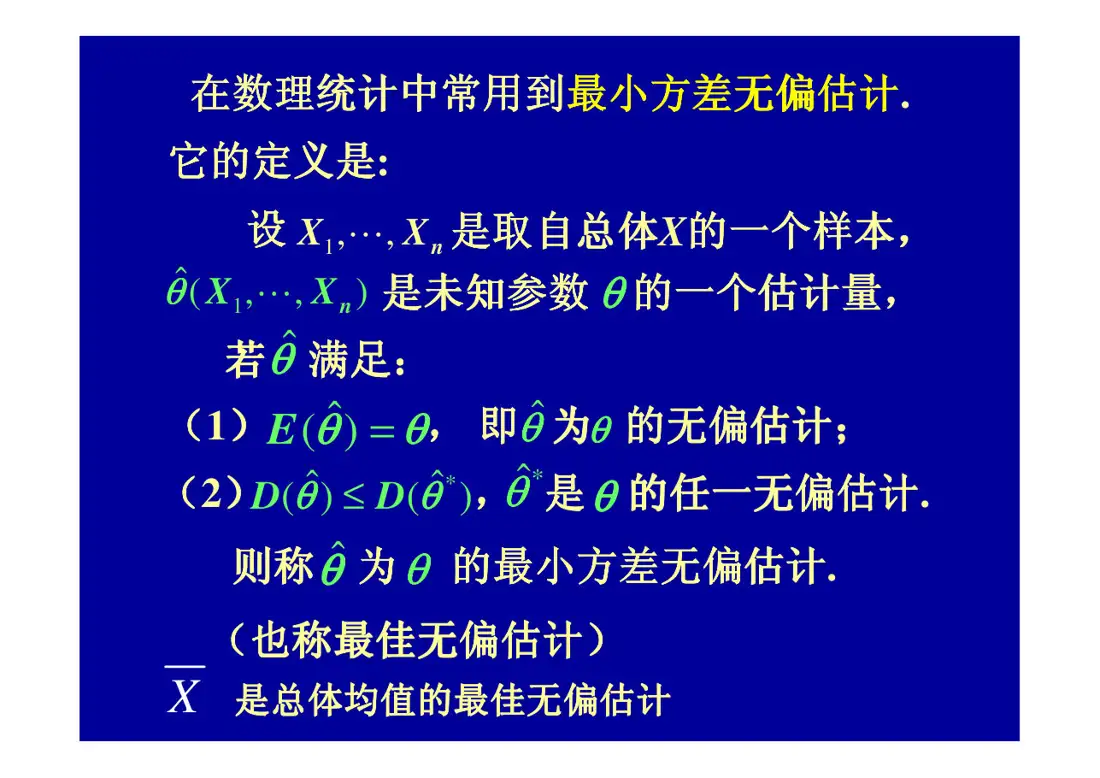 在数理统计中常用到最小方差无偏估计.
它的定义是:
设 X₁,⋯, Xₙ 是取自总体X的一个样本，
θ̂(X₁,⋯, Xₙ) 是未知参数 θ 的一个估计量，
若 θ̂ 满足：
（1） E(θ̂) = θ， 即 θ̂ 为 θ 的无偏估计；
（2）D(θ̂) ≤ D(θ̂*)，θ̂* 是 θ 的任一无偏估计.
则称 θ̂ 为 θ 的最小方差无偏估计.
（也称最佳无偏估计）
X̅ 是总体均值的最佳无偏估计